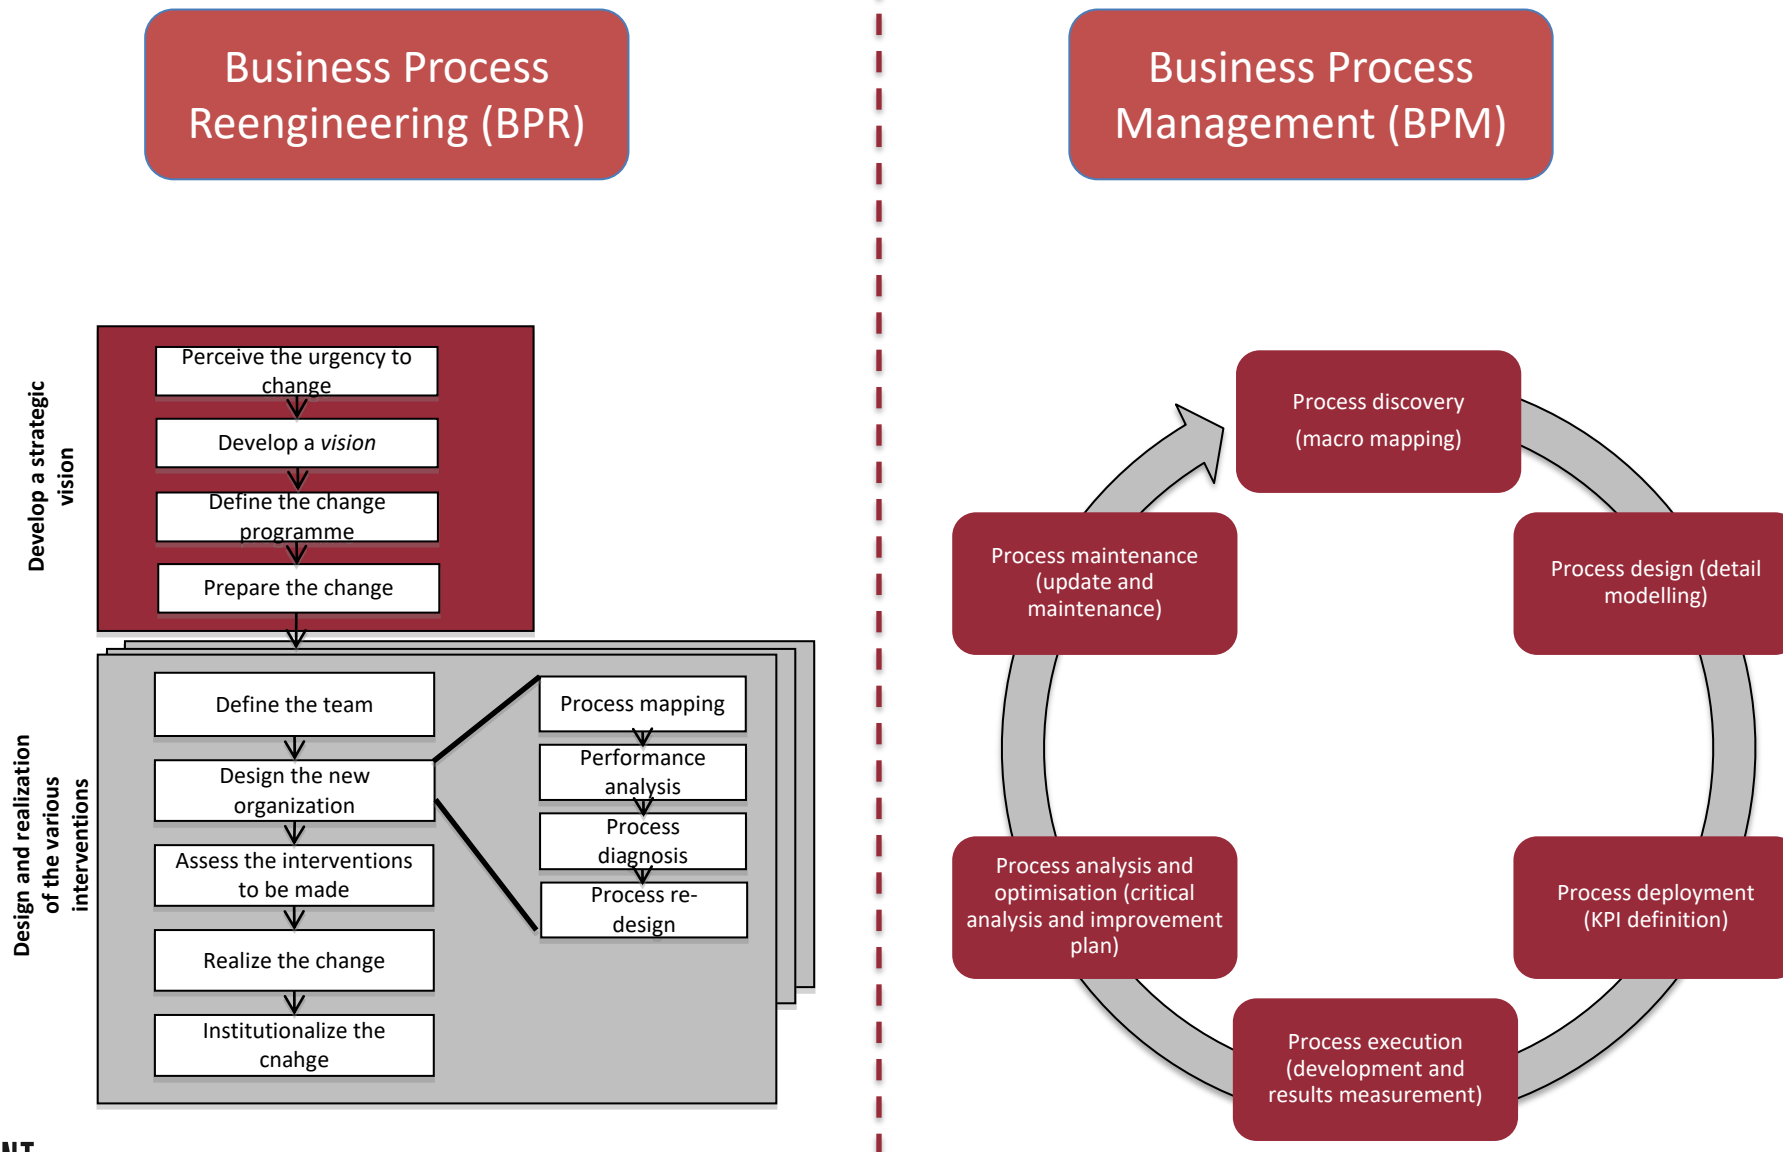 Business Process
Reengineering (BPR)
Develop a strategic
vision
Perceive the urgency to
change
Develop a vision
Define the change
programme
Prepare the change
Design and realization
of the various
interventions
Define the team
Design the new
organization
Assess the interventions
to be made
Realize the change
Institutionalize the
cnahge
Process mapping
Performance
analysis
Process
diagnosis
Process re-
design
Business Process
Management (BPM)
Process discovery
(macro mapping)
Process design (detail
modelling)
Process deployment
(KPI definition)
Process execution
(development and
results measurement)
Process analysis and
optimisation (critical
analysis and improvement
plan)
Process maintenance
(update and
maintenance)